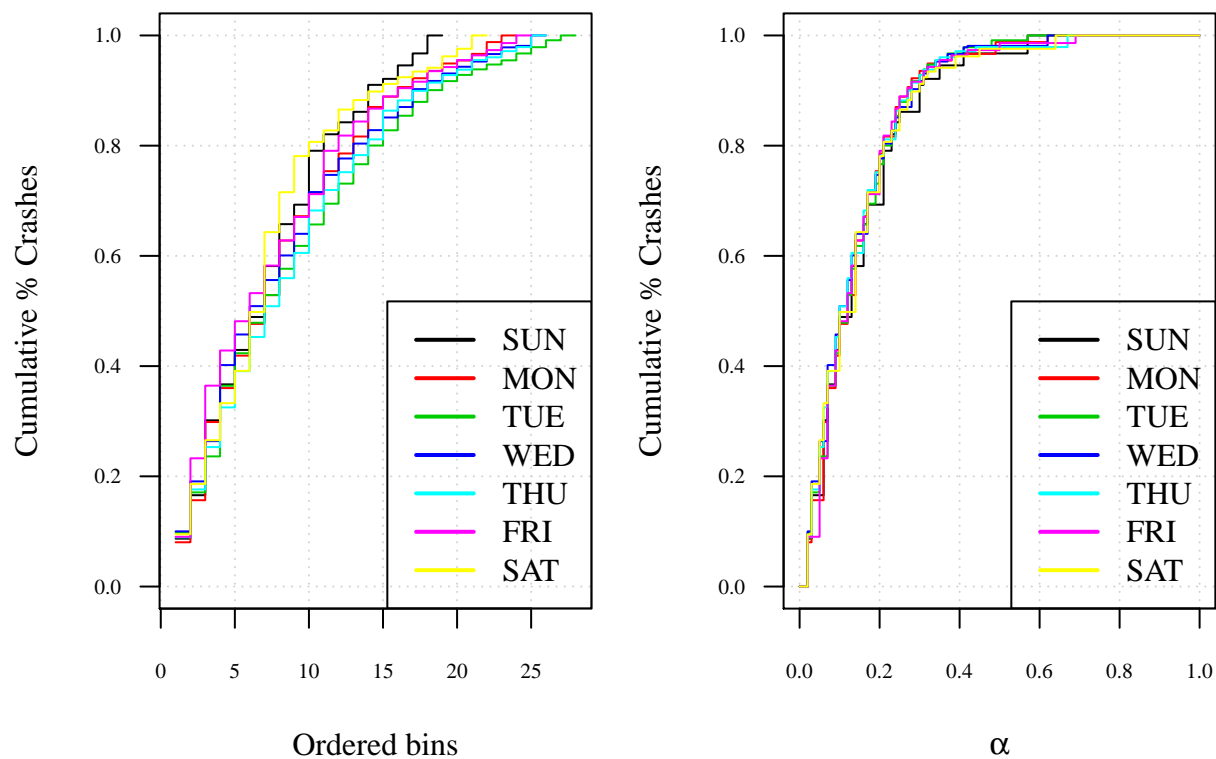 Cumulative % Crashes
1.0
0.8
0.6
0.4
0.2
0.0
SUN
MON
TUE
WED
THU
FRI
SAT
0 5 10 15 20 25
Ordered bins
Cumulative % Crashes
1.0
0.8
0.6
0.4
0.2
0.0
SUN
MON
TUE
WED
THU
FRI
SAT
0.0 0.2 0.4 0.6 0.8 1.0
α